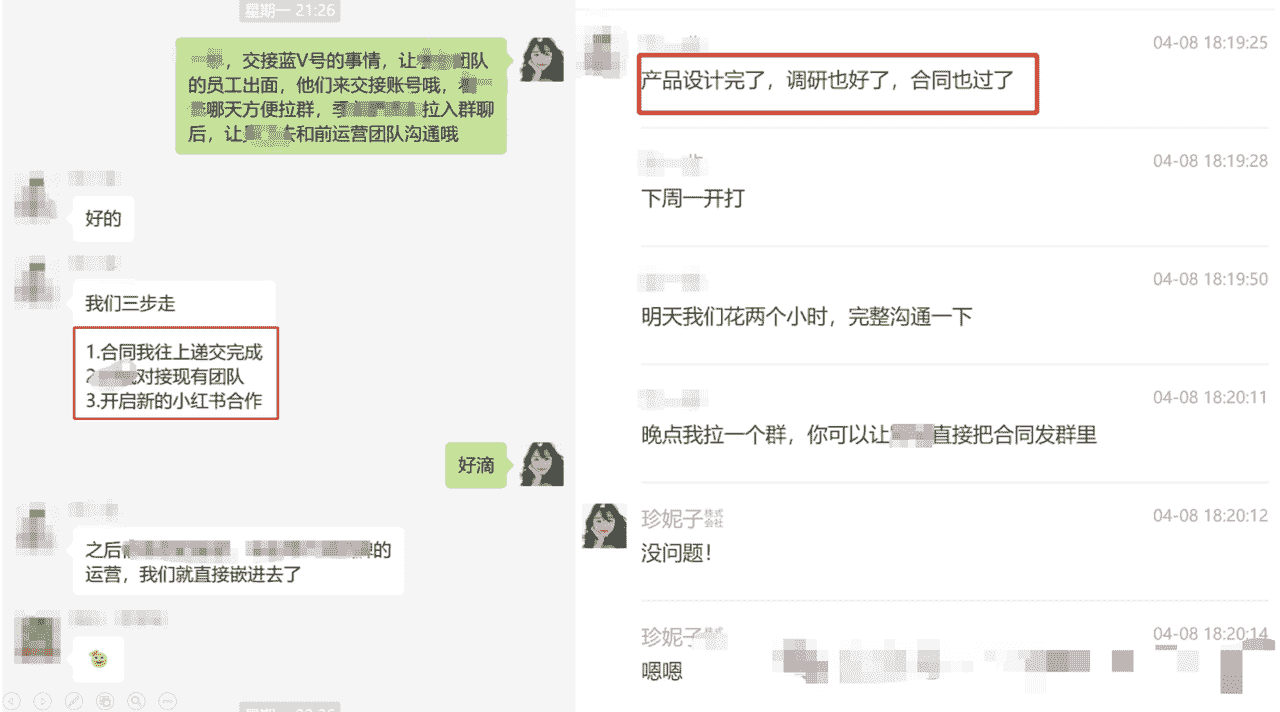 星期一 21:26
，交接蓝V号的事情，让 团队
的员工出面，他们来交接账号哦，
哪天方便拉群， 拉入群聊
后，让 和前运营团队沟通哦
好的
我们三步走
1.合同我往上递交完成
2. 对接现有团队
3.开启新的小红书合作
好滴
之后 的
运营，我们就直接嵌进去了
04-08 18:19:25
产品设计完了，调研也好了，合同也过了
04-08 18:19:28
下周一开打
04-08 18:19:50
明天我们花两个小时，完整沟通一下
04-08 18:20:11
晚点我拉一个群，你可以让 直接把合同发群里
珍妮子株式会社
04-08 18:20:12
没问题！
珍妮子
04-08 18:20:14
嗯嗯